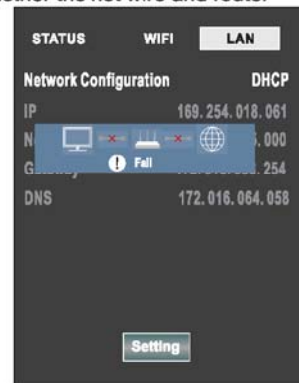 STATUS WIFI LAN
Network Configuration DHCP
IP 169.254.018.061
.000
Fail
.254
DNS 172.016.064.058
Setting